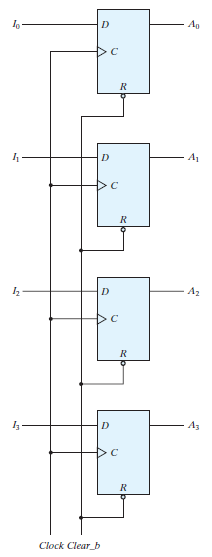 I₀ D A₀
C
R
I₁ D A₁
C
R
I₂ D A₂
C
R
I₃ D A₃
C
R
Clock Clear_b